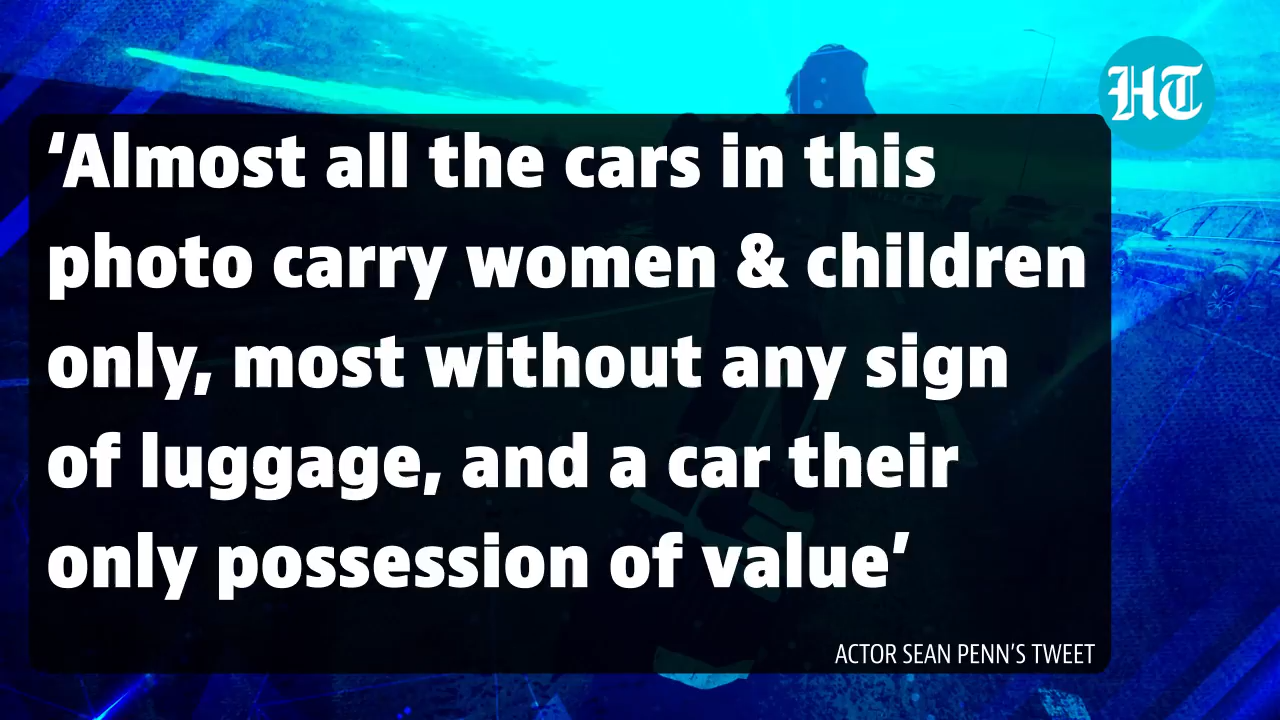 HT
‘Almost all the cars in this
photo carry women & children
only, most without any sign
of luggage, and a car their
only possession of value’
ACTOR SEAN PENN’S TWEET